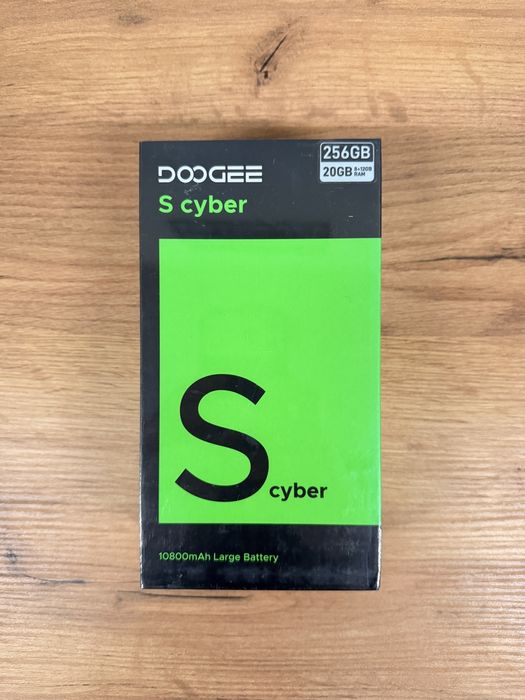 DOOGEE
S cyber
256GB
20GB 8+12GB
RAM
S cyber
10800mAh Large Battery